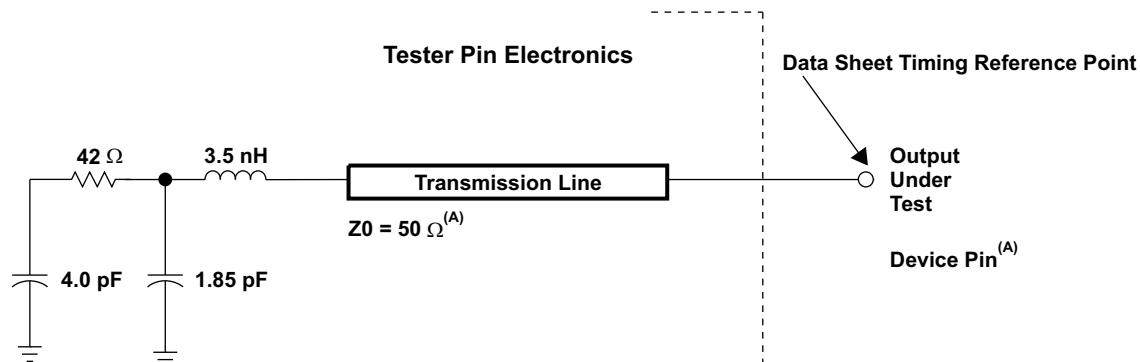 Tester Pin Electronics
Data Sheet Timing Reference Point
42 Ω
3.5 nH
Transmission Line
Output
Under
Test
Z0 = 50 Ω(A)
Device Pin(A)
4.0 pF
1.85 pF